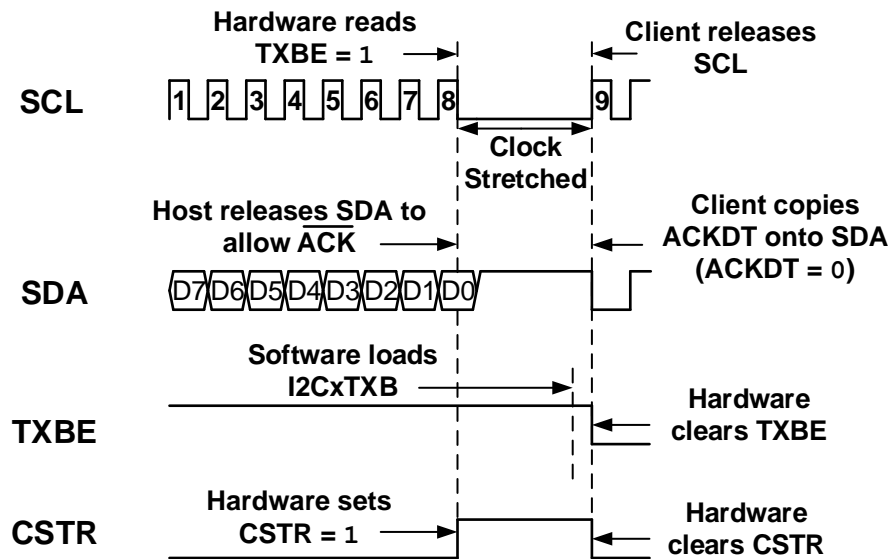 Hardware reads
TXBE = 1
Client releases
SCL
SCL
1 2 3 4 5 6 7 8 9
Clock
Stretched
Host releases SDA to
allow A̅C̅K̅
Client copies
ACKDT onto SDA
(ACKDT = 0)
SDA
D7 D6 D5 D4 D3 D2 D1 D0
Software loads
I2CxTXB
TXBE
Hardware
clears TXBE
Hardware sets
CSTR = 1
CSTR
Hardware
clears CSTR